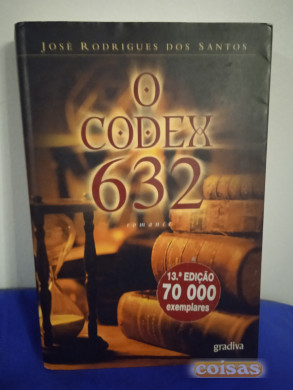 JOSÉ RODRIGUES DOS SANTOS
O
CODEX
632
romance
13.ª EDIÇÃO
70 000
exemplares
gradiva
coisas